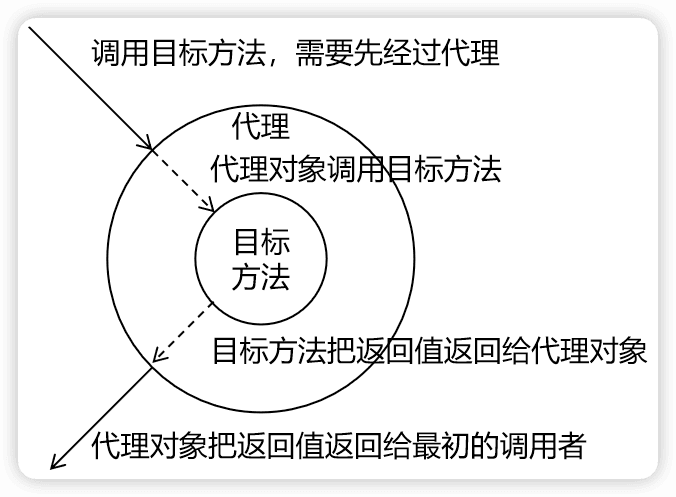 调用目标方法，需要先经过代理
代理
代理对象调用目标方法
目标
方法
目标方法把返回值返回给代理对象
代理对象把返回值返回给最初的调用者